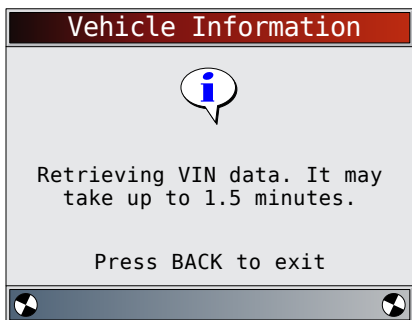 Vehicle Information
i
Retrieving VIN data. It may
take up to 1.5 minutes.
Press BACK to exit